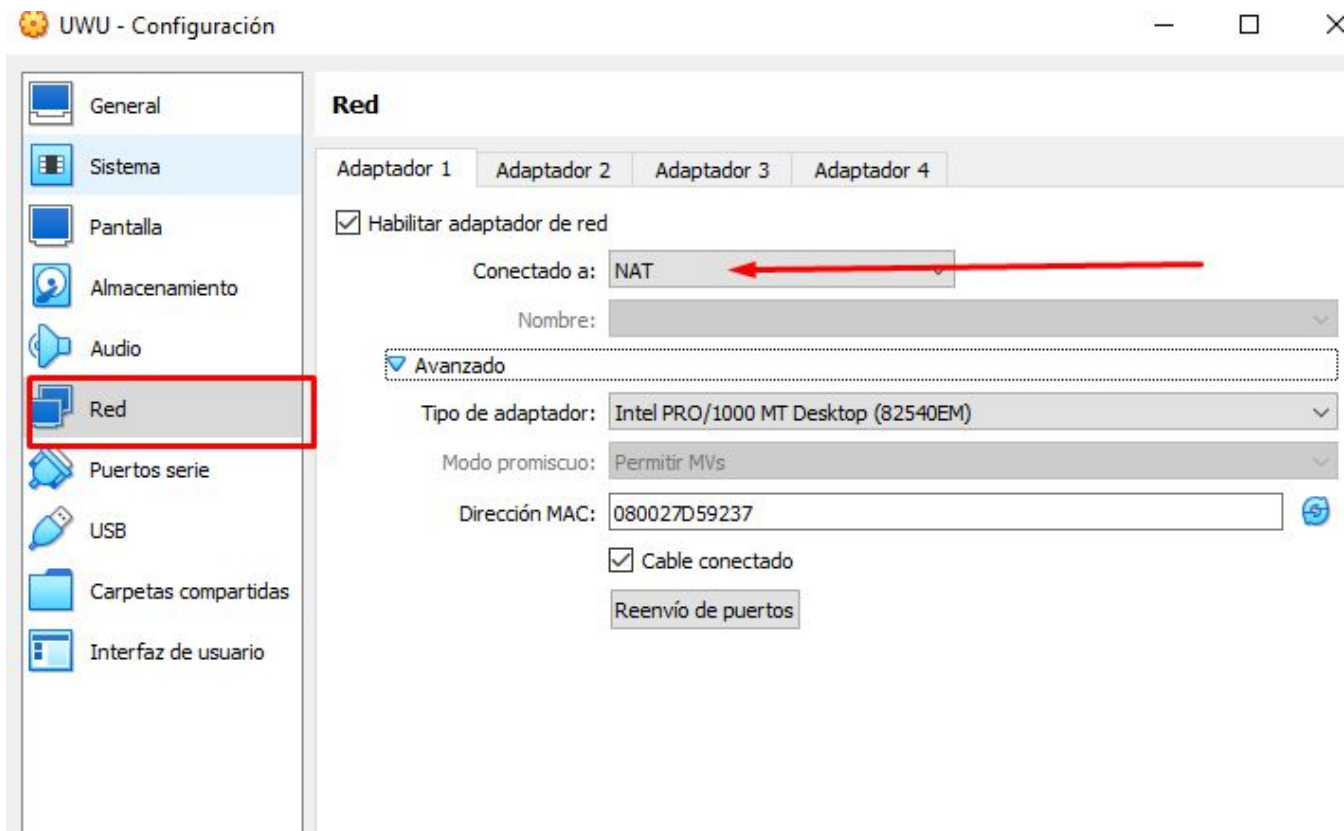 UWU - Configuración
General
Sistema
Pantalla
Almacenamiento
Audio
Red
Puertos serie
USB
Carpetas compartidas
Interfaz de usuario
Red
Adaptador 1 Adaptador 2 Adaptador 3 Adaptador 4
Habilitar adaptador de red
Conectado a: NAT
Nombre:
Avanzado
Tipo de adaptador: Intel PRO/1000 MT Desktop (82540EM)
Modo promiscuo: Permitir MVs
Dirección MAC: 080027D59237
Cable conectado
Reenvío de puertos